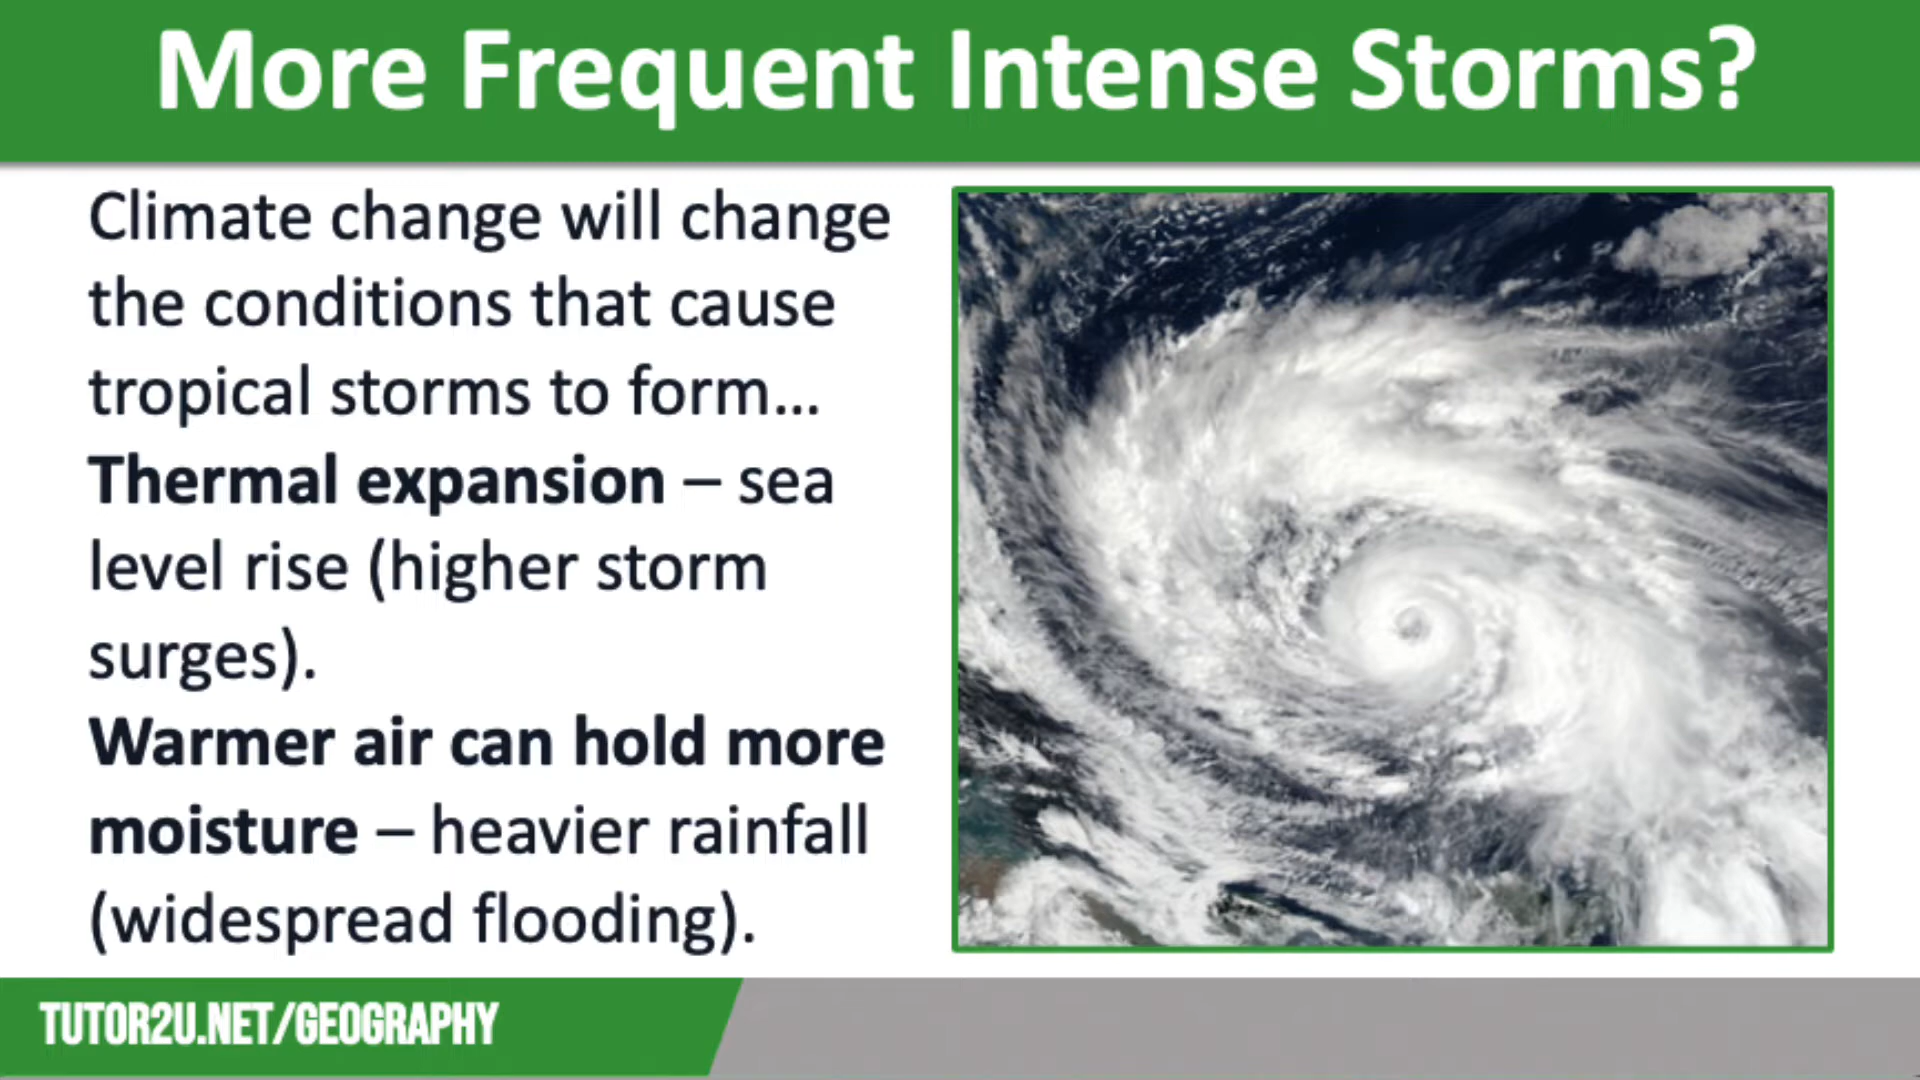 More Frequent Intense Storms?
Climate change will change
the conditions that cause
tropical storms to form...
Thermal expansion – sea
level rise (higher storm
surges).
Warmer air can hold more
moisture – heavier rainfall
(widespread flooding).
TUTOR2U.NET/GEOGRAPHY